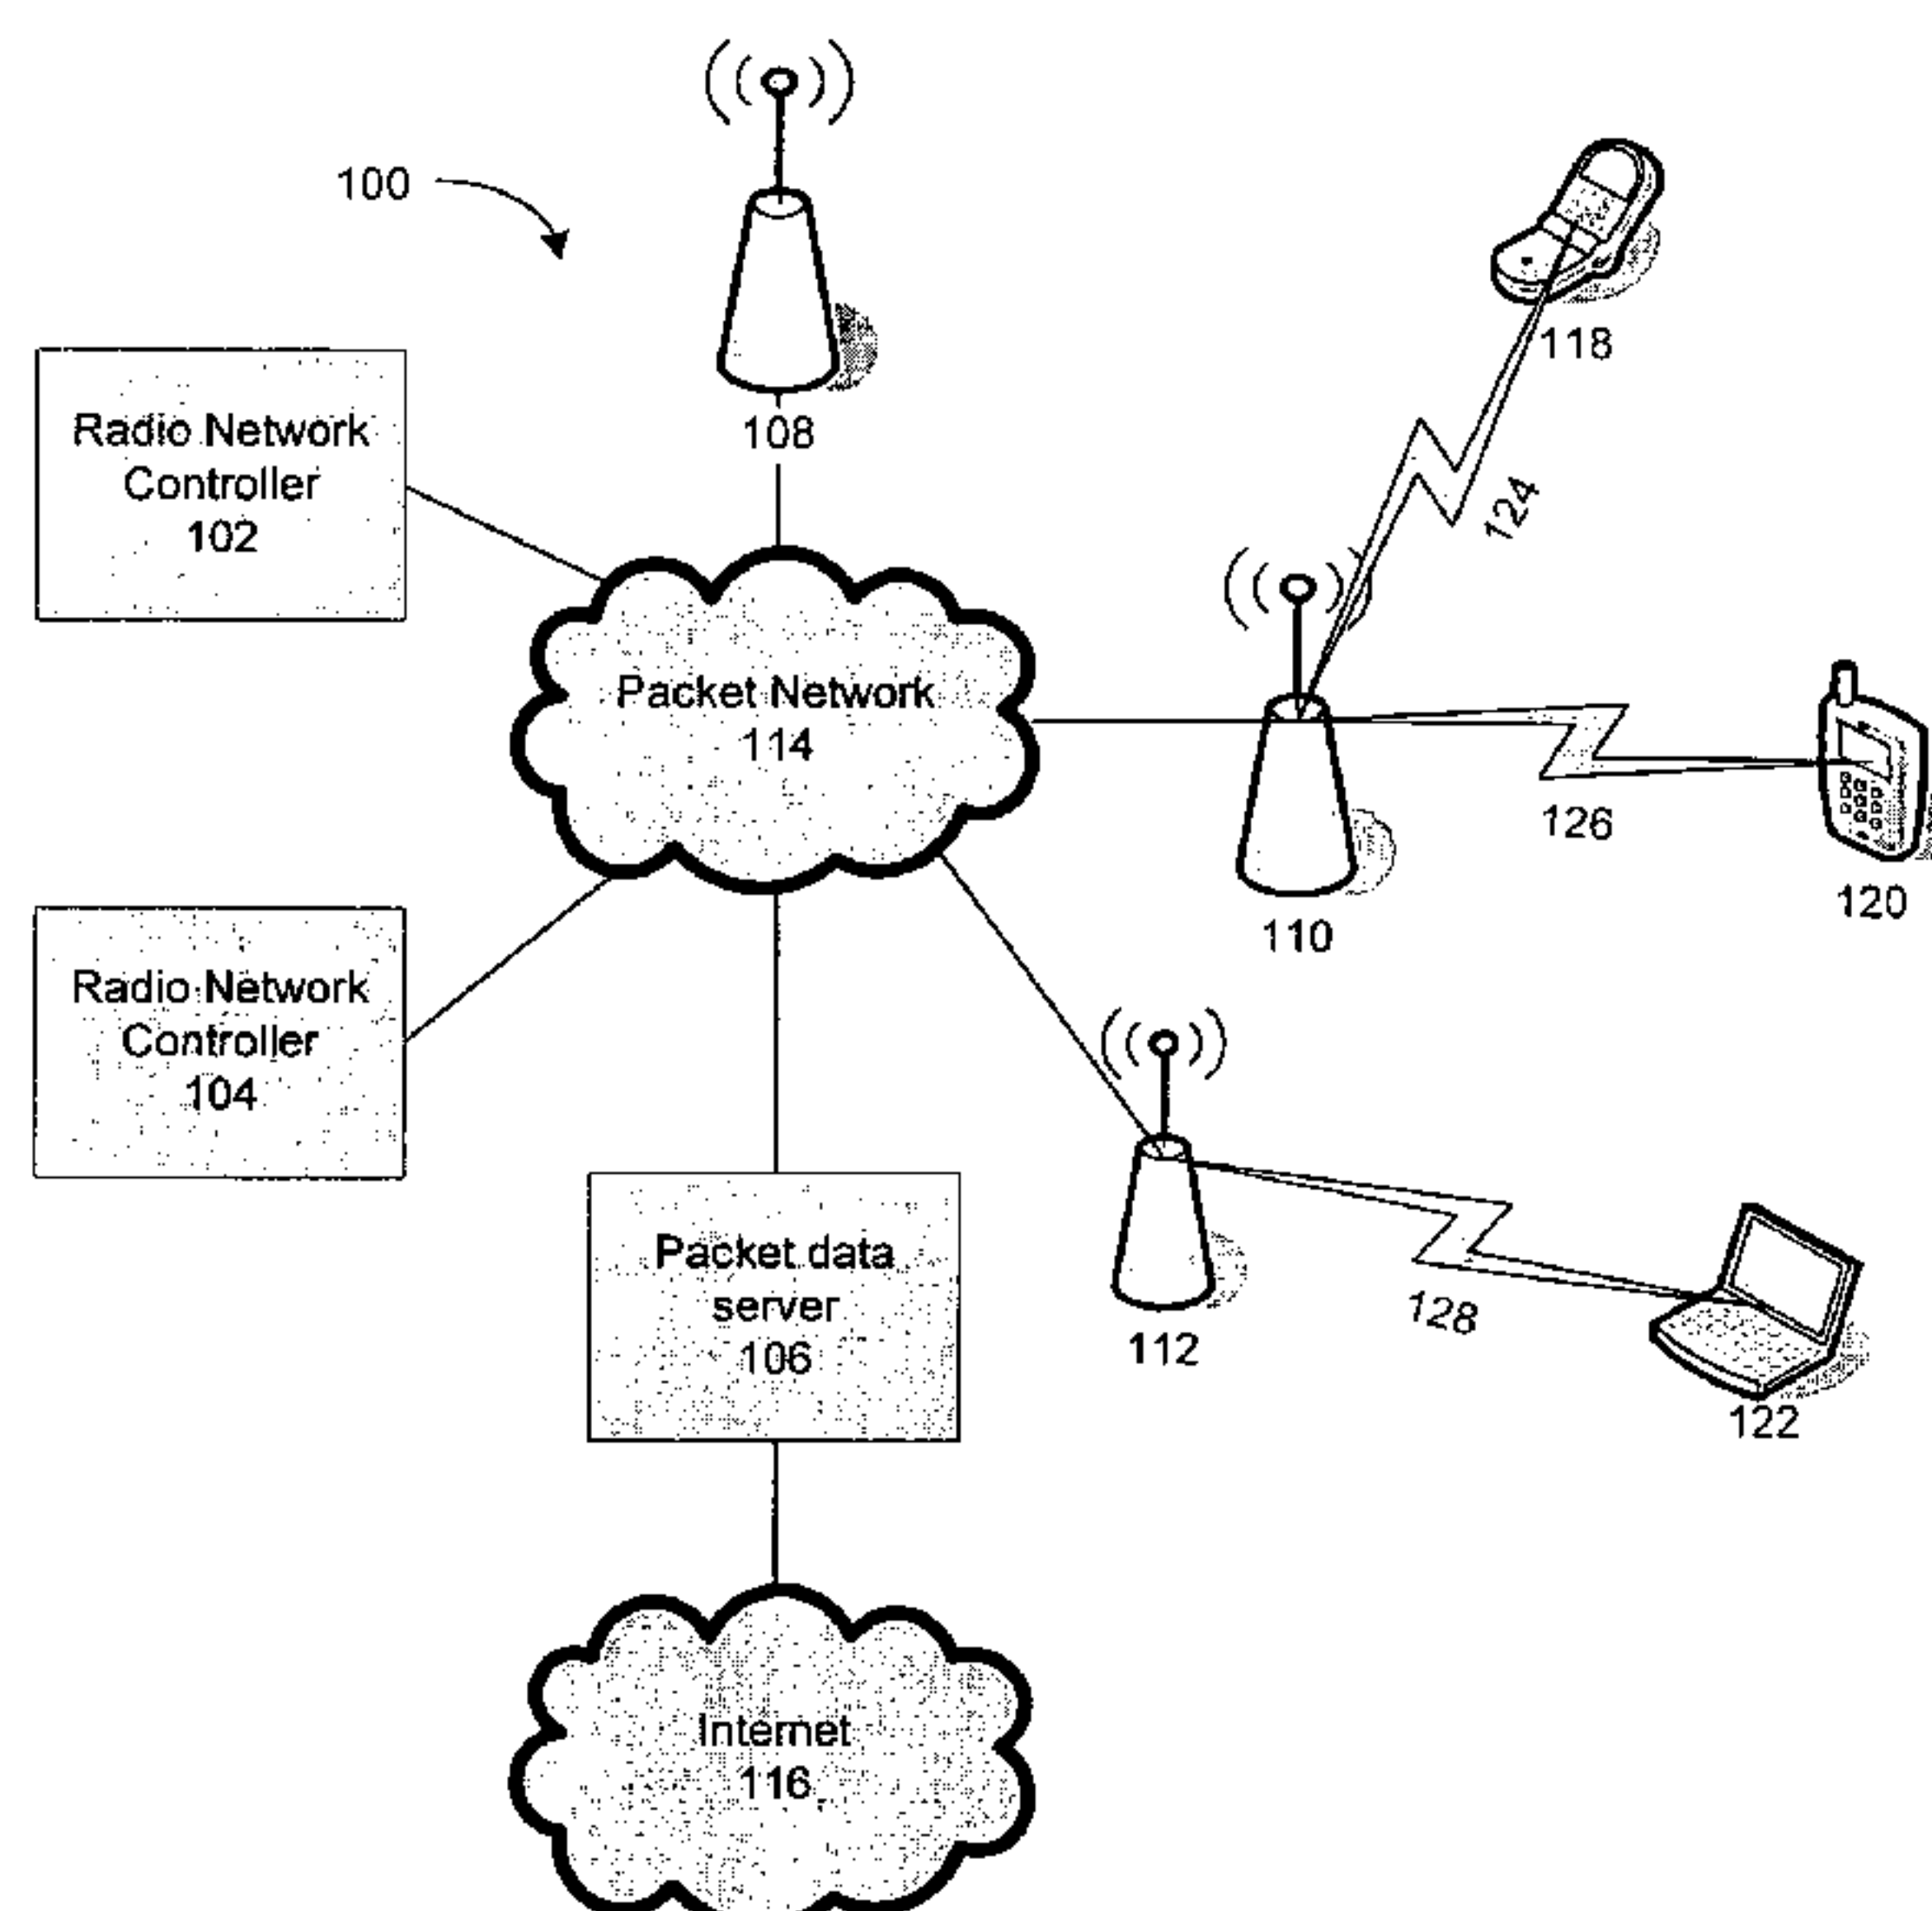 100
108
118
Radio Network
Controller
102
124
Packet Network
114
126
120
110
Radio Network
Controller
104
Packet data
server
106
112
128
122
Internet
116